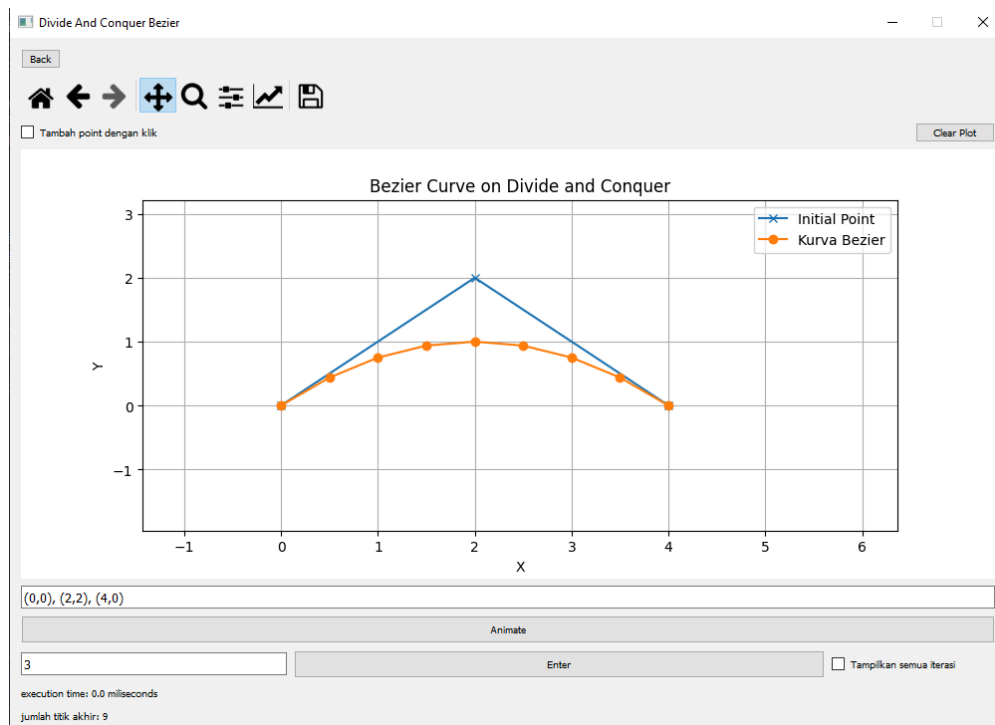 Divide And Conquer Bezier
Back
Tambah point dengan klik
Clear Plot
Bezier Curve on Divide and Conquer
Initial Point
Kurva Bezier
3
2
1
0
−1
Y
−1 0 1 2 3 4 5 6
X
(0,0), (2,2), (4,0)
Animate
3
Enter
Tampilkan semua iterasi
execution time: 0.0 miliseconds
jumlah titik akhir: 9